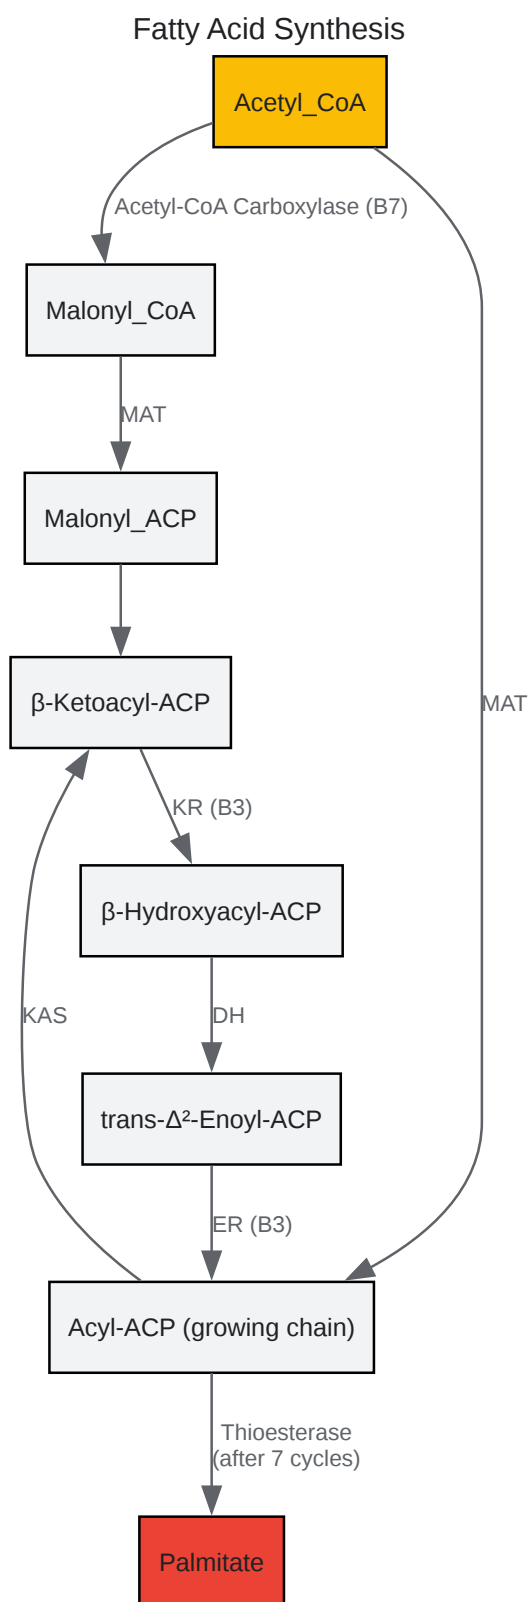 Fatty Acid Synthesis
Acetyl_CoA
Acetyl-CoA Carboxylase (B7)
Malonyl_CoA
MAT
Malonyl_ACP
β-Ketoacyl-ACP
MAT
KR (B3)
β-Hydroxyacyl-ACP
KAS
DH
trans-Δ²-Enoyl-ACP
ER (B3)
Acyl-ACP (growing chain)
Thioesterase
(after 7 cycles)
Palmitate